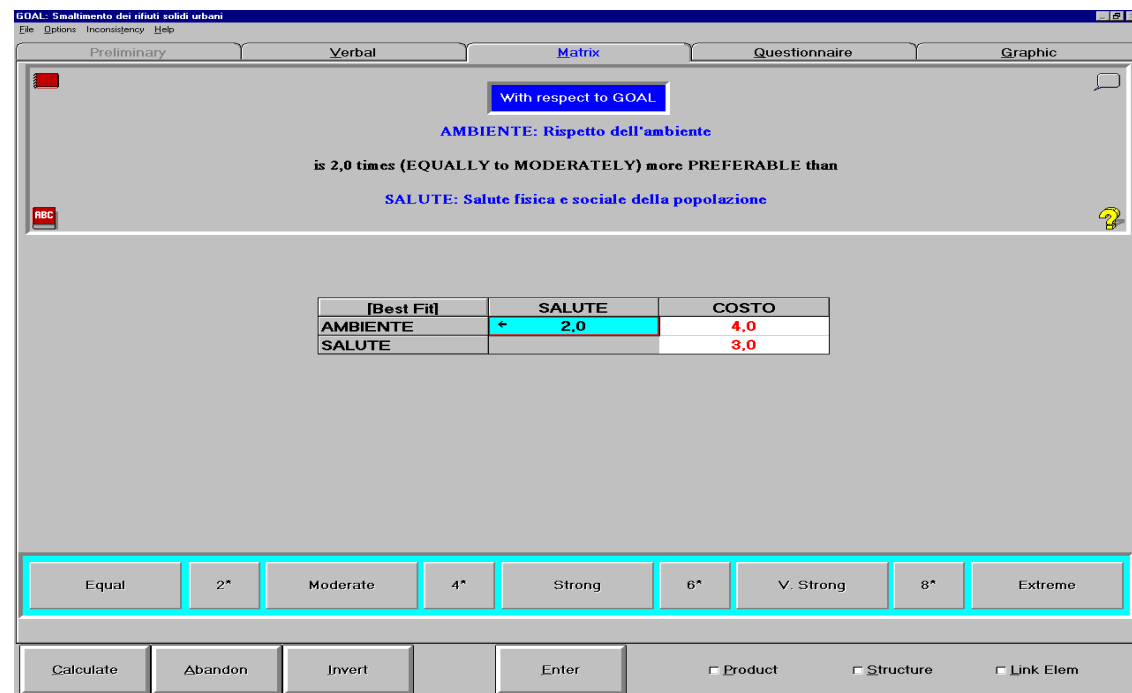 GOAL: Smaltimento dei rifiuti solidi urbani
File Options Inconsistency Help
Preliminary Verbal Matrix Questionnaire Graphic
With respect to GOAL
AMBIENTE: Rispetto dell'ambiente
is 2,0 times (EQUALLY to MODERATELY) more PREFERABLE than
SALUTE: Salute fisica e sociale della popolazione
ABC
[Best Fit] SALUTE COSTO
AMBIENTE 2,0 4,0
SALUTE 3,0
Equal 2* Moderate 4* Strong 6* V. Strong 8* Extreme
Calculate Abandon Invert Enter Product Structure Link Elem